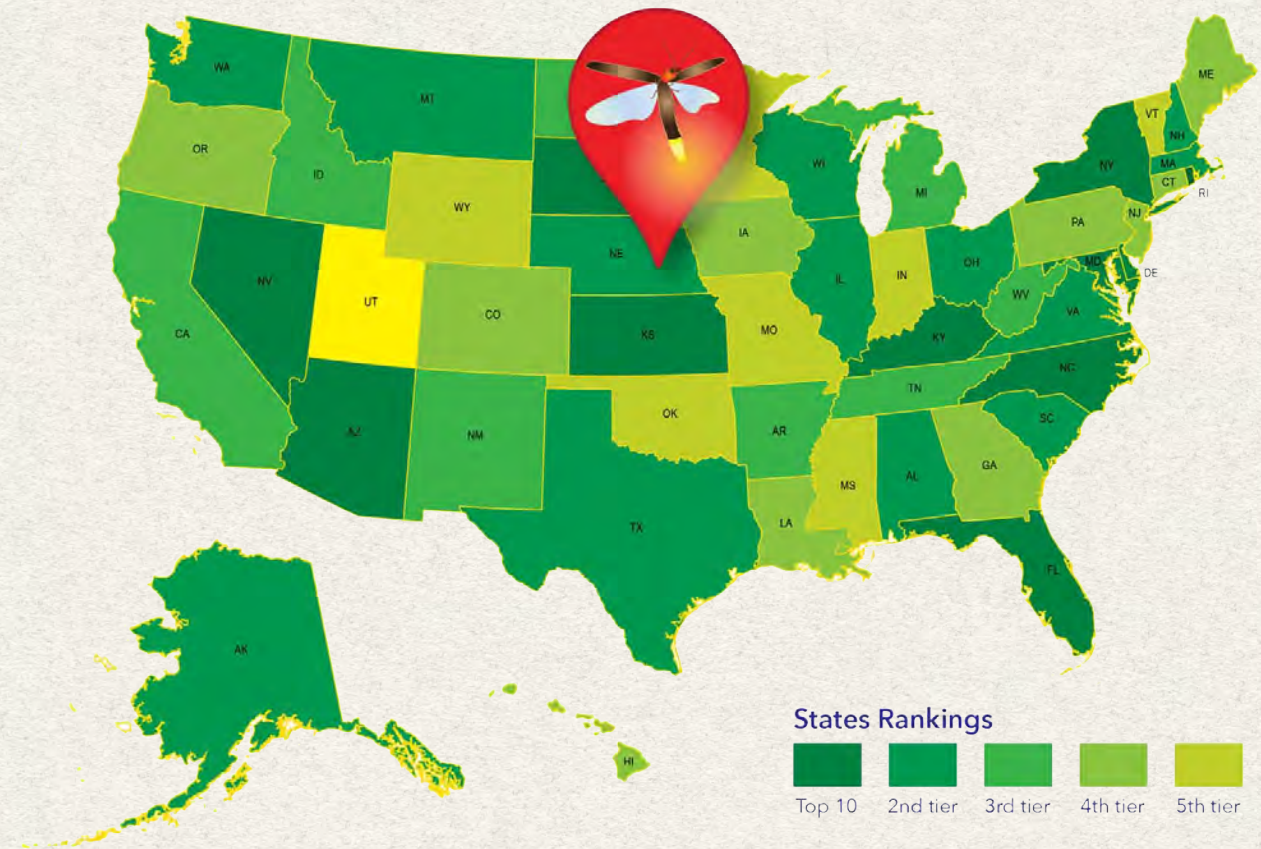 WA
MT
ME
OR
ID
WY
WI
MI
VT
NH
NY
MA
CT
RI
NV
UT
CO
NE
IA
IL
IN
OH
PA
NJ
MD
DE
CA
KS
MO
KY
WV
VA
AZ
NM
OK
AR
TN
NC
SC
TX
LA
MS
AL
GA
FL
AK
HI
States Rankings
Top 10 2nd tier 3rd tier 4th tier 5th tier